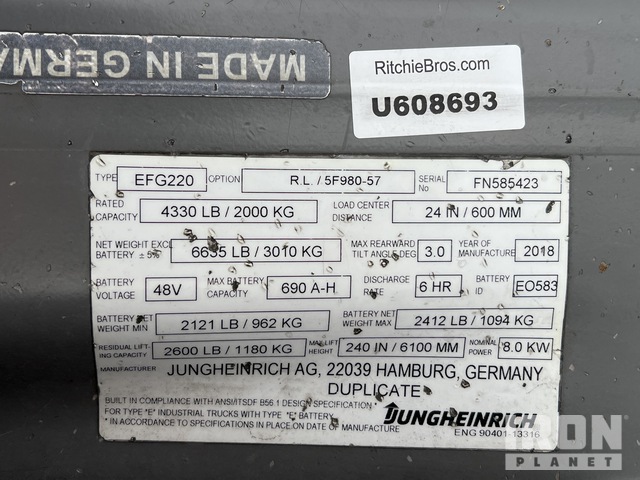 MADE IN GERMA
RitchieBros.com
U608693
TYPE EFG220 OPTION R.L. / 5F980-57 SERIAL No FN585423
RATED CAPACITY 4330 LB / 2000 KG LOAD CENTER DISTANCE 24 IN / 600 MM
NET WEIGHT EXCL BATTERY ± 5% 6635 LB / 3010 KG MAX REARWARD TILT ANGLE DEG 3.0 YEAR OF MANUFACTURE 2018
BATTERY VOLTAGE 48V MAX BATTERY CAPACITY 690 A-H DISCHARGE RATE 6 HR BATTERY ID EO583
BATTERY NET WEIGHT MIN 2121 LB / 962 KG BATTERY NET WEIGHT MAX 2412 LB / 1094 KG
RESIDUAL LIFTING CAPACITY 2600 LB / 1180 KG MAX LIFT HEIGHT 240 IN / 6100 MM NOMINAL POWER 8.0 KW
MANUFACTURER JUNGHEINRICH AG, 22039 HAMBURG, GERMANY
DUPLICATE
BUILT IN COMPLIANCE WITH ANSI/ITSDF B56.1 DESIGN SPECIFICATION*
FOR TYPE "E" INDUSTRIAL TRUCKS WITH TYPE "E" BATTERY
* IN ACCORDANCE TO SPECIFICATIONS IN PLACE ON DATE OF MANUFACTURE
JUNGHEINRICH
ENG 90401-13316
IRON
PLANET